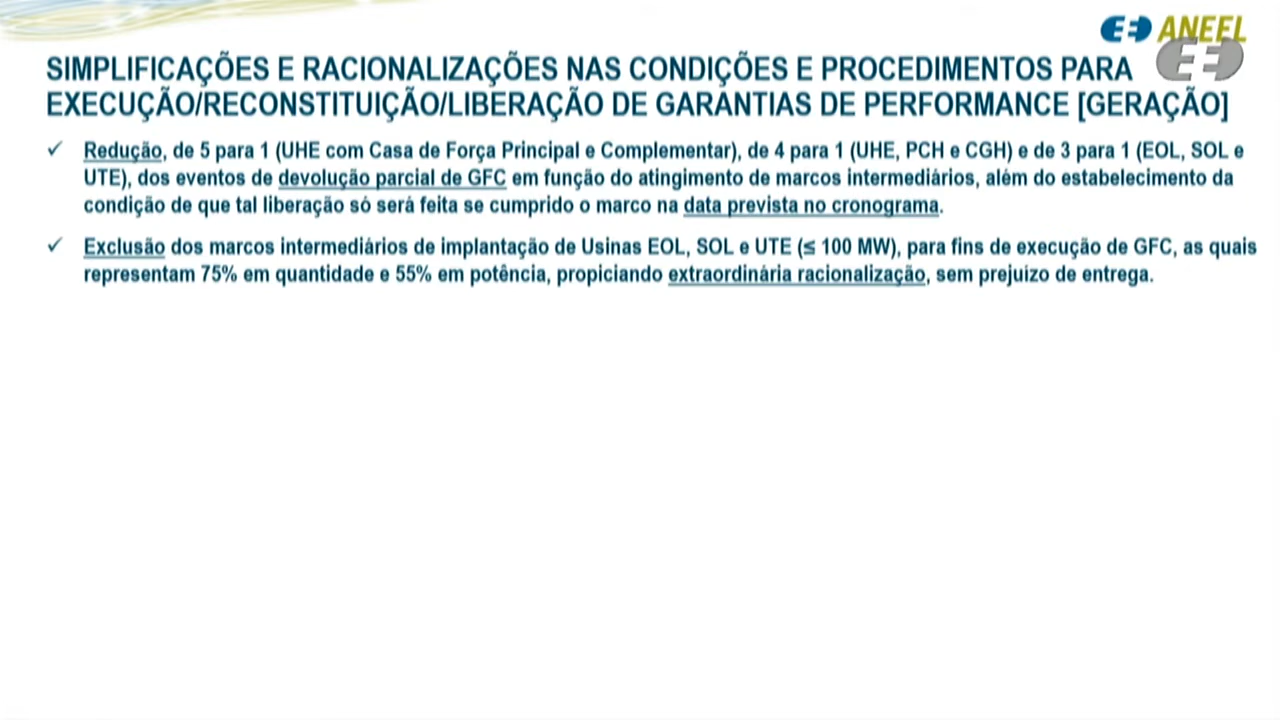 ANEEL
SIMPLIFICAÇÕES E RACIONALIZAÇÕES NAS CONDIÇÕES E PROCEDIMENTOS PARA
EXECUÇÃO/RECONSTITUIÇÃO/LIBERAÇÃO DE GARANTIAS DE PERFORMANCE [GERAÇÃO]
✓ Redução, de 5 para 1 (UHE com Casa de Força Principal e Complementar), de 4 para 1 (UHE, PCH e CGH) e de 3 para 1 (EOL, SOL e
UTE), dos eventos de devolução parcial de GFC em função do atingimento de marcos intermediários, além do estabelecimento da
condição de que tal liberação só será feita se cumprido o marco na data prevista no cronograma.
✓ Exclusão dos marcos intermediários de implantação de Usinas EOL, SOL e UTE (≤ 100 MW), para fins de execução de GFC, as quais
representam 75% em quantidade e 55% em potência, propiciando extraordinária racionalização, sem prejuízo de entrega.